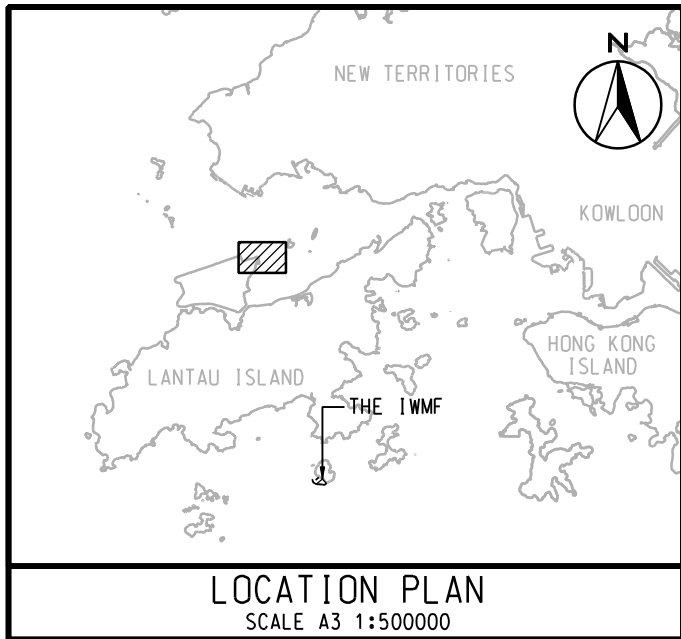 N
NEW TERRITORIES
KOWLOON
HONG KONG
ISLAND
LANTAU ISLAND
THE IWMF
LOCATION PLAN
SCALE A3 1:500000